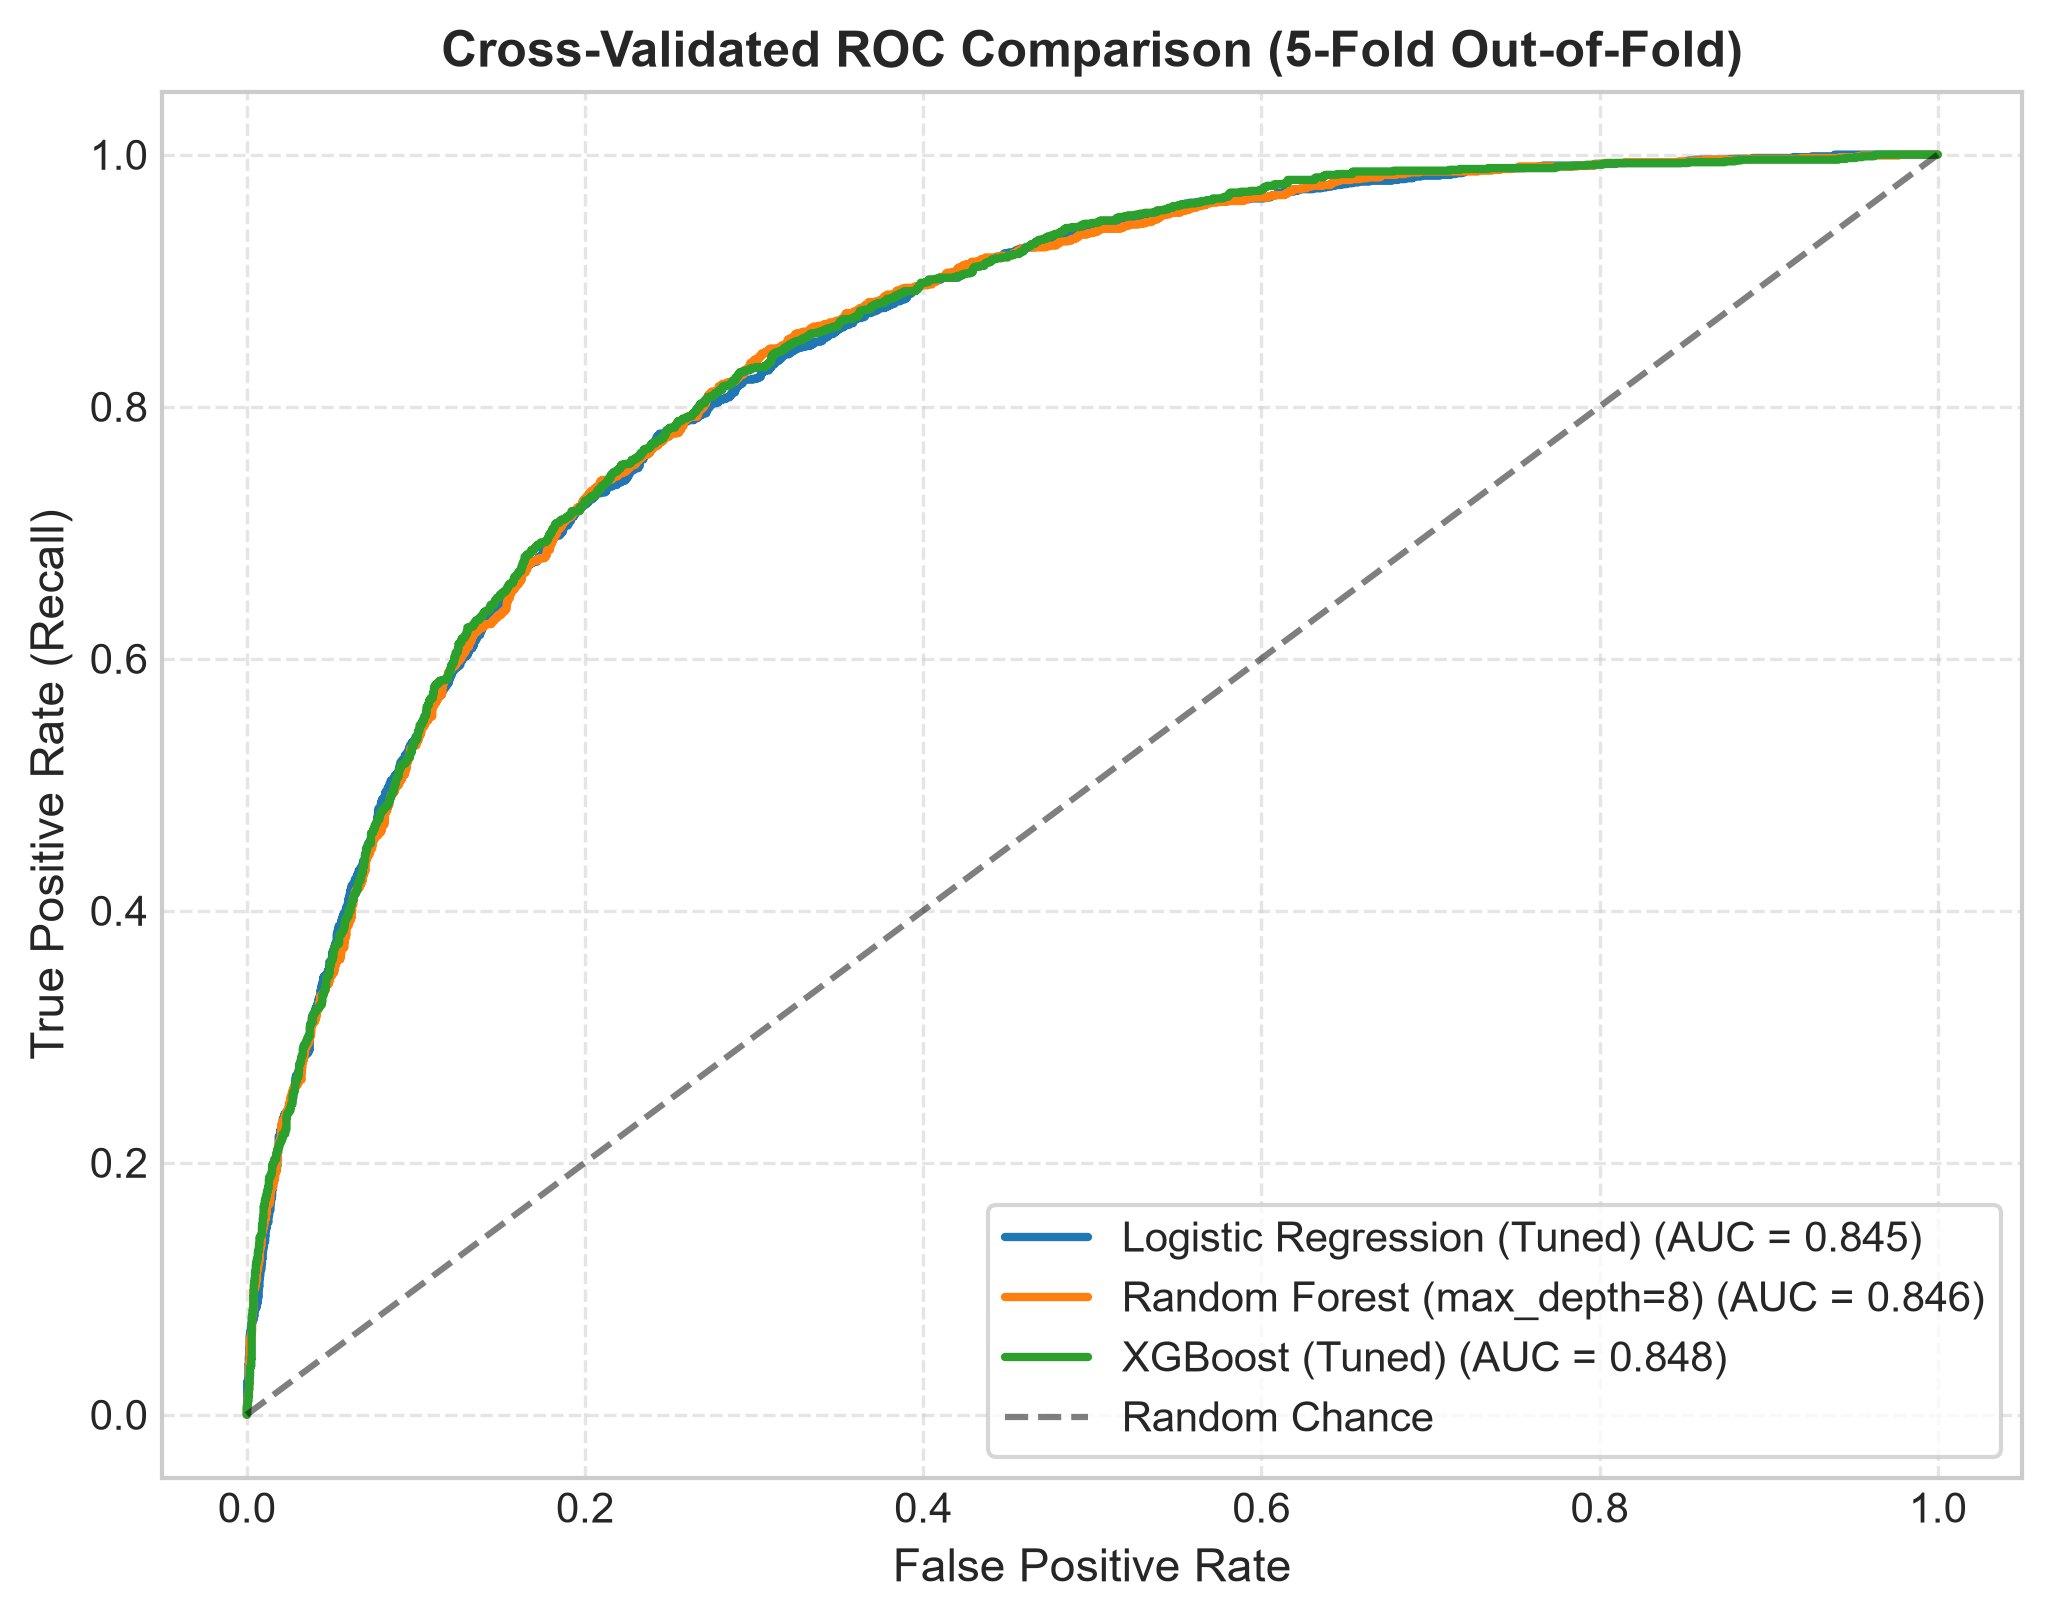 Cross-Validated ROC Comparison (5-Fold Out-of-Fold)
True Positive Rate (Recall)
1.0
0.8
0.6
0.4
0.2
0.0
Logistic Regression (Tuned) (AUC = 0.845)
Random Forest (max_depth=8) (AUC = 0.846)
XGBoost (Tuned) (AUC = 0.848)
Random Chance
0.0 0.2 0.4 0.6 0.8 1.0
False Positive Rate